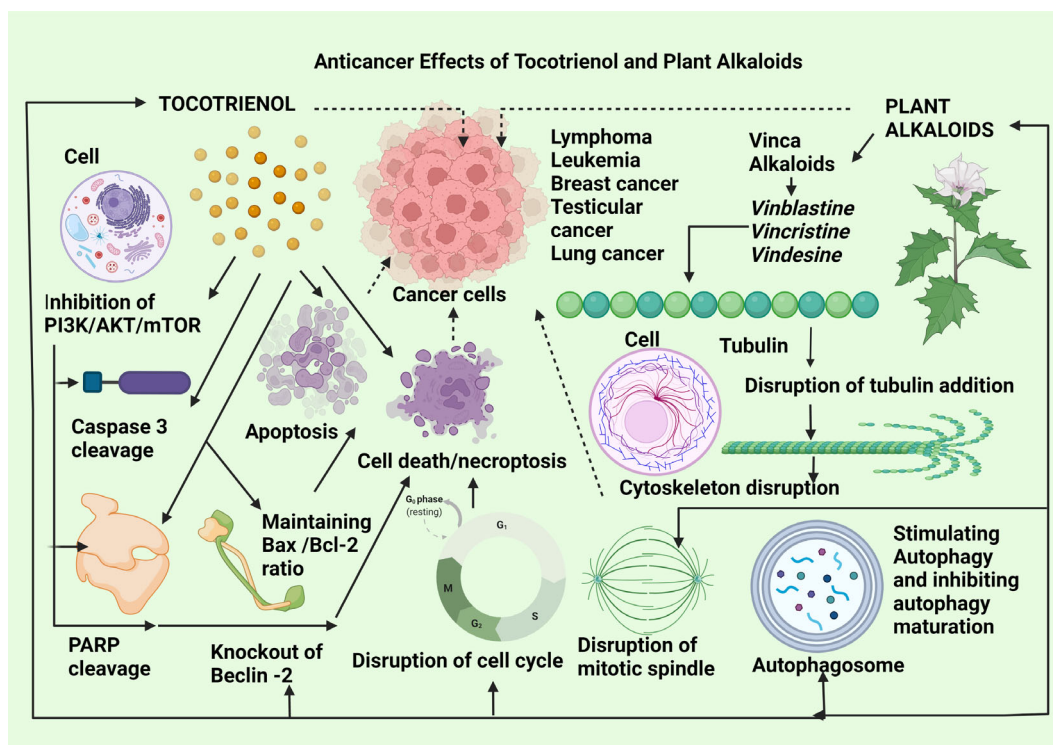 Anticancer Effects of Tocotrienol and Plant Alkaloids
TOCOTRIENOL
PLANT
ALKALOIDS
Cell
Lymphoma
Leukemia
Breast cancer
Testicular
cancer
Lung cancer
Vinca
Alkaloids
Vinblastine
Vincristine
Vindesine
Cancer cells
Inhibition of
PI3K/AKT/mTOR
Cell
Tubulin
Disruption of tubulin addition
Caspase 3
cleavage
Apoptosis
Cell death/necroptosis
Cytoskeleton disruption
G0 phase
(resting)
G1
S
G2
M
Maintaining
Bax /Bcl-2
ratio
Stimulating
Autophagy
and inhibiting
autophagy
maturation
PARP
cleavage
Knockout of
Beclin -2
Disruption of cell cycle
Disruption of
mitotic spindle
Autophagosome